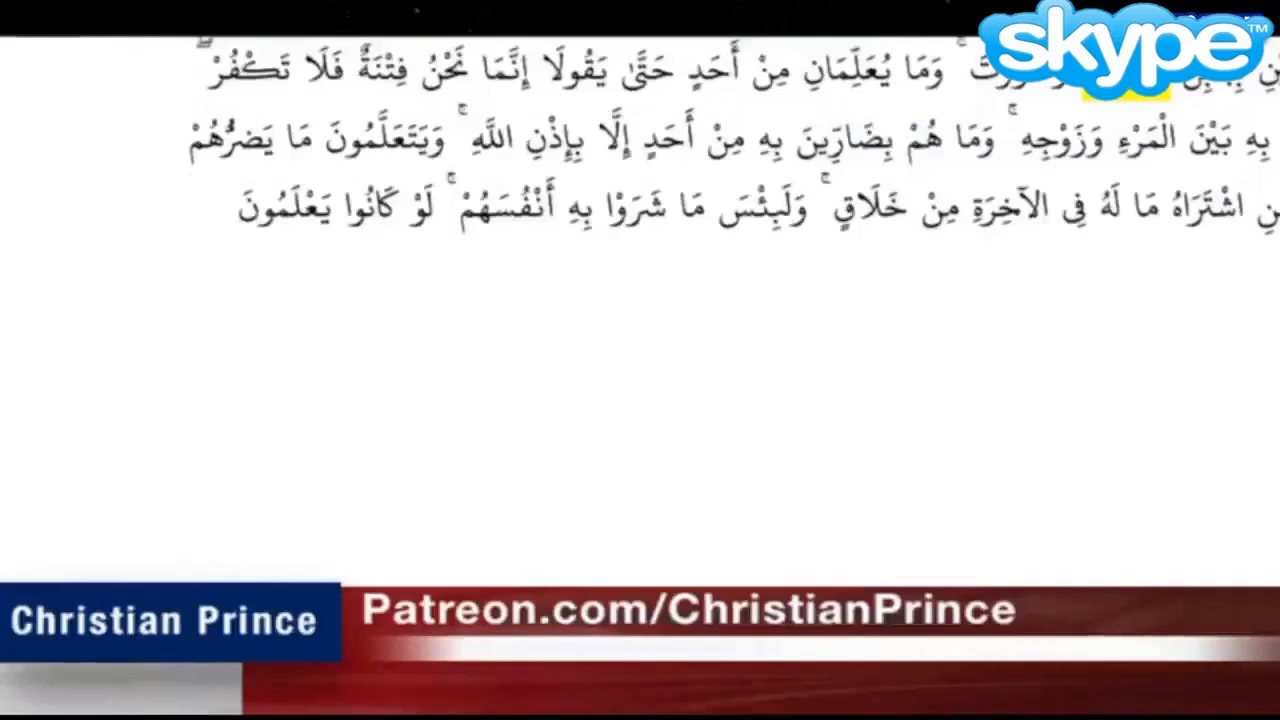 skype™
وَمَا يُعَلِّمَانِ مِنْ أَحَدٍ حَتَّىٰ يَقُولَا إِنَّمَا نَحْنُ فِتْنَةٌ فَلَا تَكْفُرْ ۖ
بِهِ بَيْنَ الْمَرْءِ وَزَوْجِهِ ۚ وَمَا هُمْ بِضَارِّينَ بِهِ مِنْ أَحَدٍ إِلَّا بِإِذْنِ اللَّهِ ۚ وَيَتَعَلَّمُونَ مَا يَضُرُّهُمْ
اشْتَرَاهُ مَا لَهُ فِي الْآخِرَةِ مِنْ خَلَاقٍ ۚ وَلَبِئْسَ مَا شَرَوْا بِهِ أَنْفُسَهُمْ ۚ لَوْ كَانُوا يَعْلَمُونَ
Patreon.com/ChristianPrince
Christian Prince